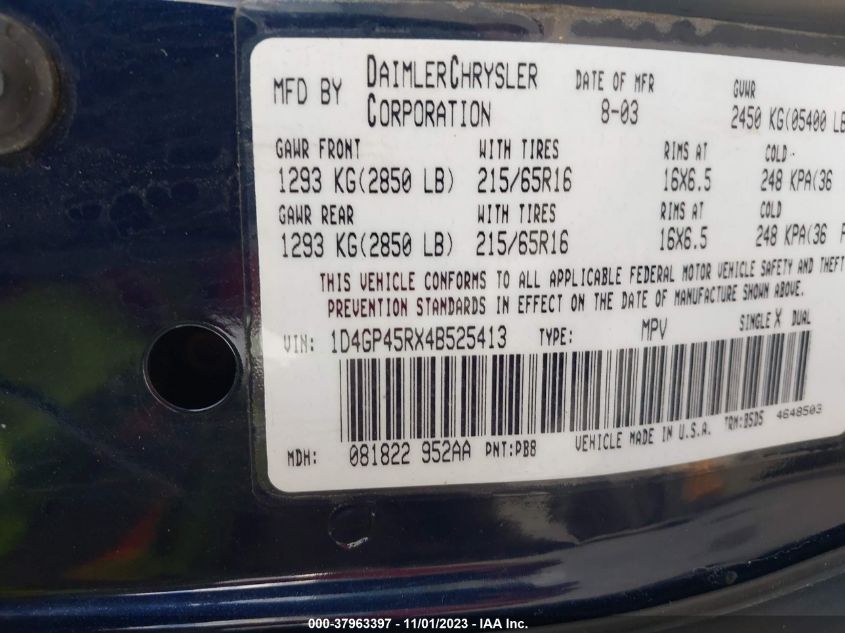 MFD BY DAIMLERCHRYSLER CORPORATION DATE OF MFR 8-03 GVWR 2450 KG(05400 LB
GAWR FRONT WITH TIRES RIMS AT COLD
1293 KG(2850 LB) 215/65R16 16X6.5 248 KPA(36
GAWR REAR WITH TIRES RIMS AT COLD
1293 KG(2850 LB) 215/65R16 16X6.5 248 KPA(36 P
THIS VEHICLE CONFORMS TO ALL APPLICABLE FEDERAL MOTOR VEHICLE SAFETY AND THEFT
PREVENTION STANDARDS IN EFFECT ON THE DATE OF MANUFACTURE SHOWN ABOVE.
VIN: 1D4GP45RX4B525413 TYPE: MPV SINGLE X DUAL
MDH: 081822 952AA PNT:PB8 VEHICLE MADE IN U.S.A. TRM:BSD5 4648503
000-37963397 - 11/01/2023 - IAA Inc.